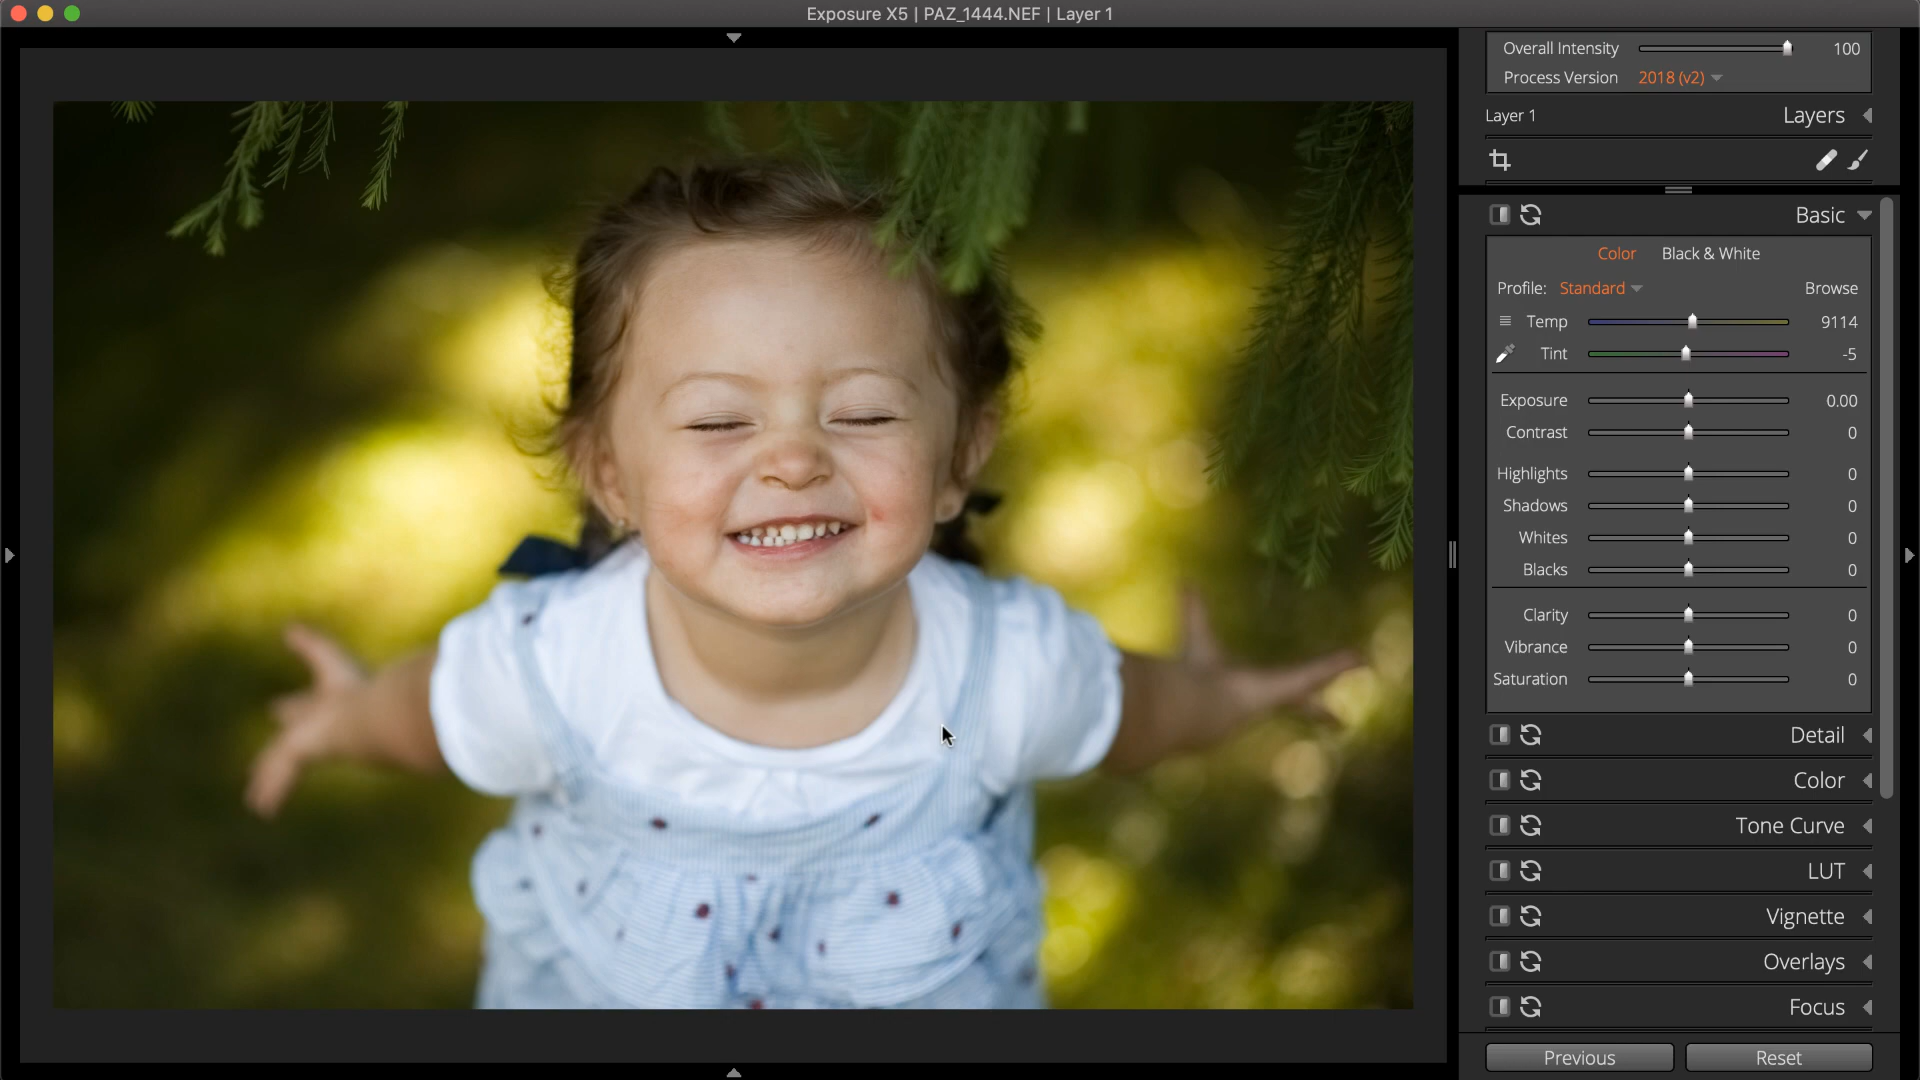 Exposure X5 | PAZ_1444.NEF | Layer 1
Overall Intensity 100
Process Version 2018 (v2)
Layer 1 Layers
Basic
Color Black & White
Profile: Standard Browse
Temp 9114
Tint -5
Exposure 0.00
Contrast 0
Highlights 0
Shadows 0
Whites 0
Blacks 0
Clarity 0
Vibrance 0
Saturation 0
Detail
Color
Tone Curve
LUT
Vignette
Overlays
Focus
Previous Reset